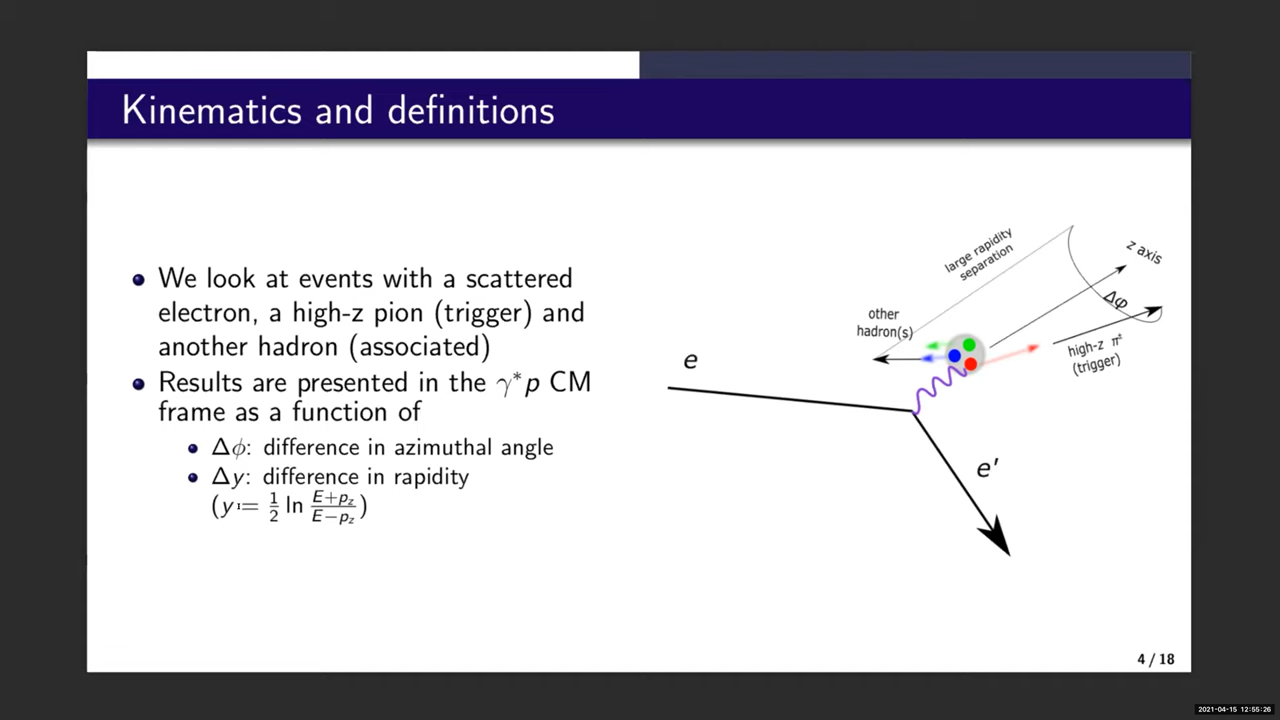 Kinematics and definitions
We look at events with a scattered
electron, a high-z pion (trigger) and
another hadron (associated)
Results are presented in the γ*p CM
frame as a function of
Δϕ: difference in azimuthal angle
Δy: difference in rapidity
(y = 1/2 ln E+p_z/E−p_z)
large rapidity
separation
z axis
Δφ
other
hadron(s)
high-z π±
(trigger)
e
e′
4 / 18
2021-04-15 12:55:26